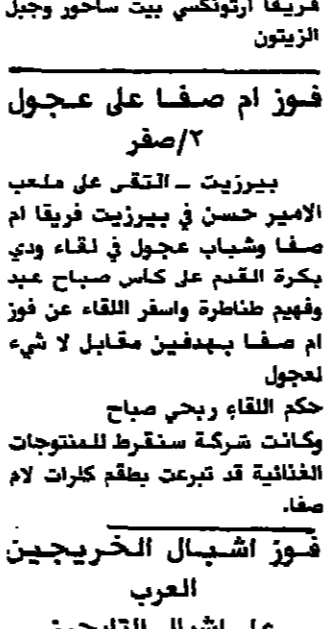 فريقا ارثوذكسي بيت ساحور وجبل
الزيتون
فوز ام صفا على عجول
٢/صفر
بيرزيت - التقى على ملعب
الامير حسن في بيرزيت فريقا ام
صفا وشباب عجول في لقاء ودي
بكرة القدم على كاس صباح عبد
وفهيم طناطرة واسفر اللقاء عن فوز
ام صفا بهدفين مقابل لا شيء
لعجول
حكم اللقاء ربحي صباح
وكانت شركة سنقرط للمنتوجات
الغذائية قد تبرعت بطقم كلرات لام
صفا.
فوز اشبال الخريجين
العرب
على اشبال